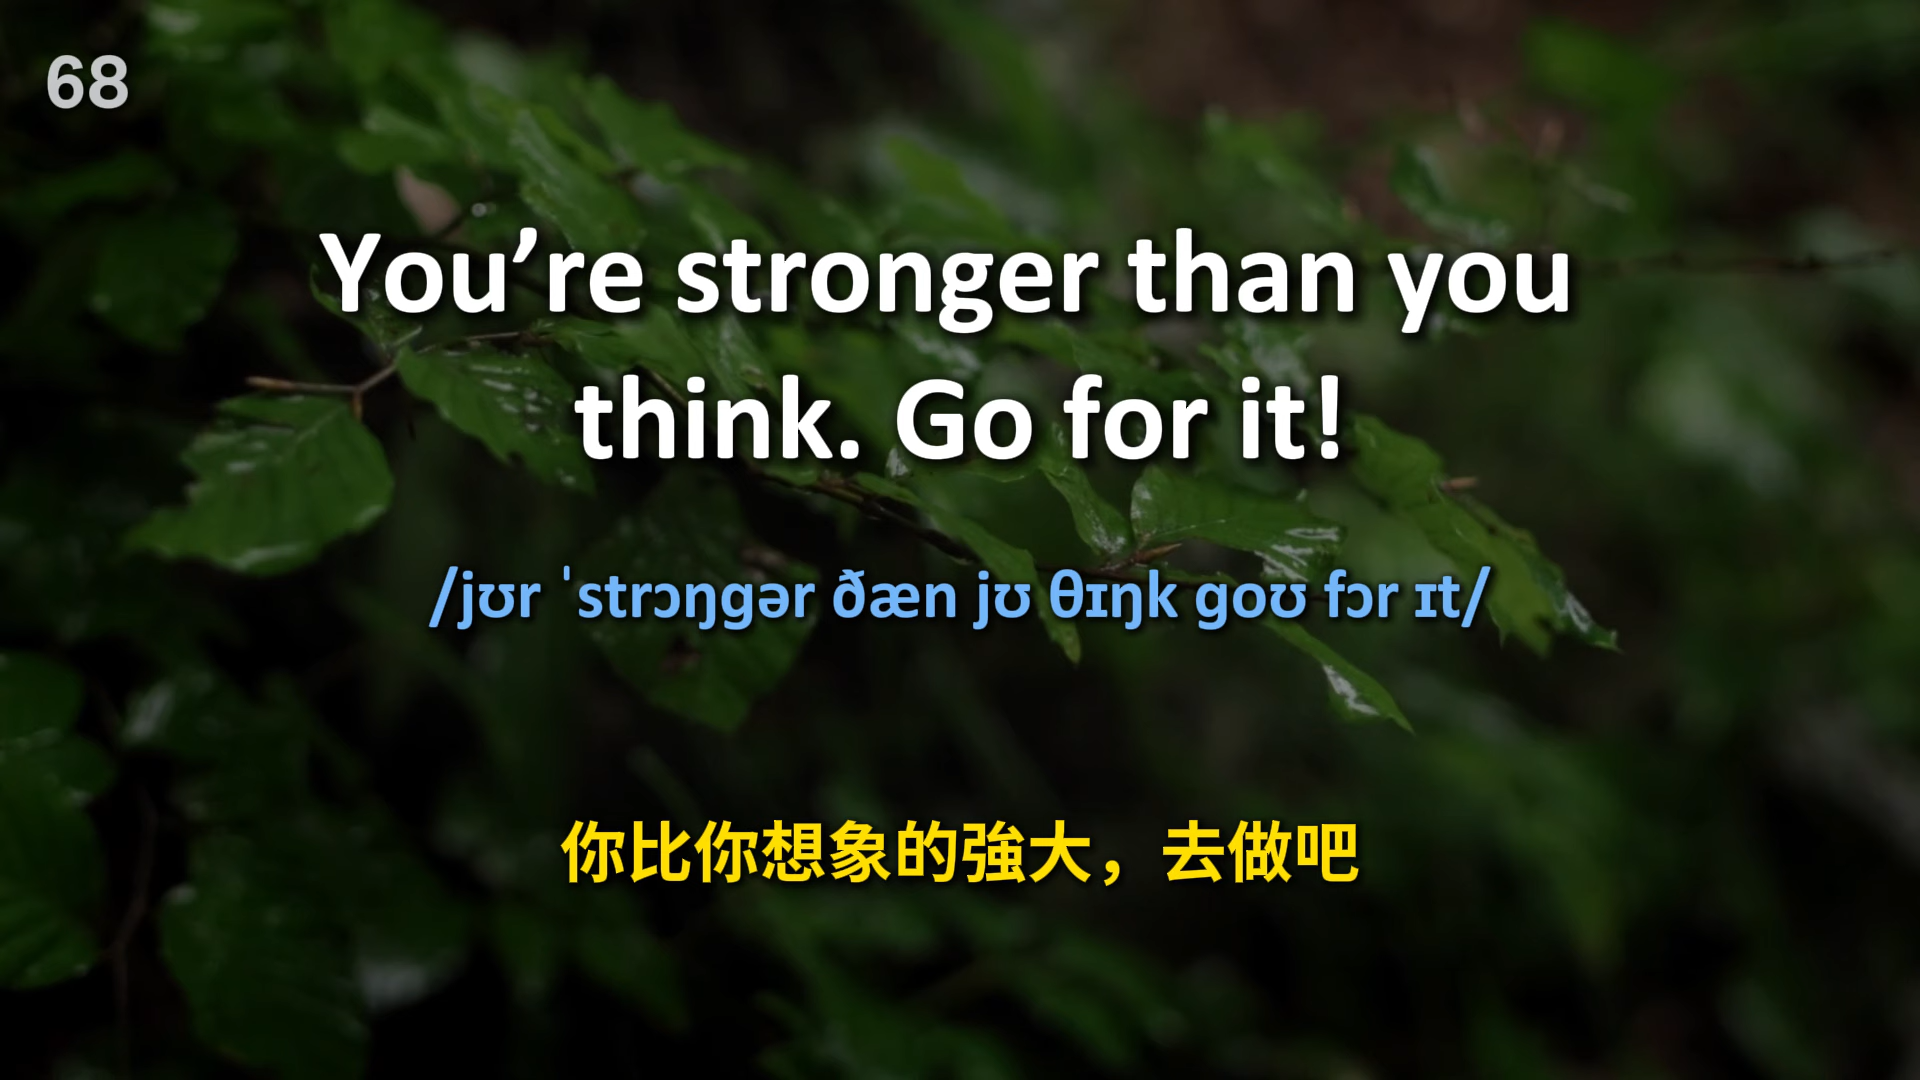 68
You’re stronger than you
think. Go for it!
/jʊr ˈstrɔŋgər ðæn jʊ θɪŋk goʊ fɔr ɪt/
你比你想象的強大，去做吧